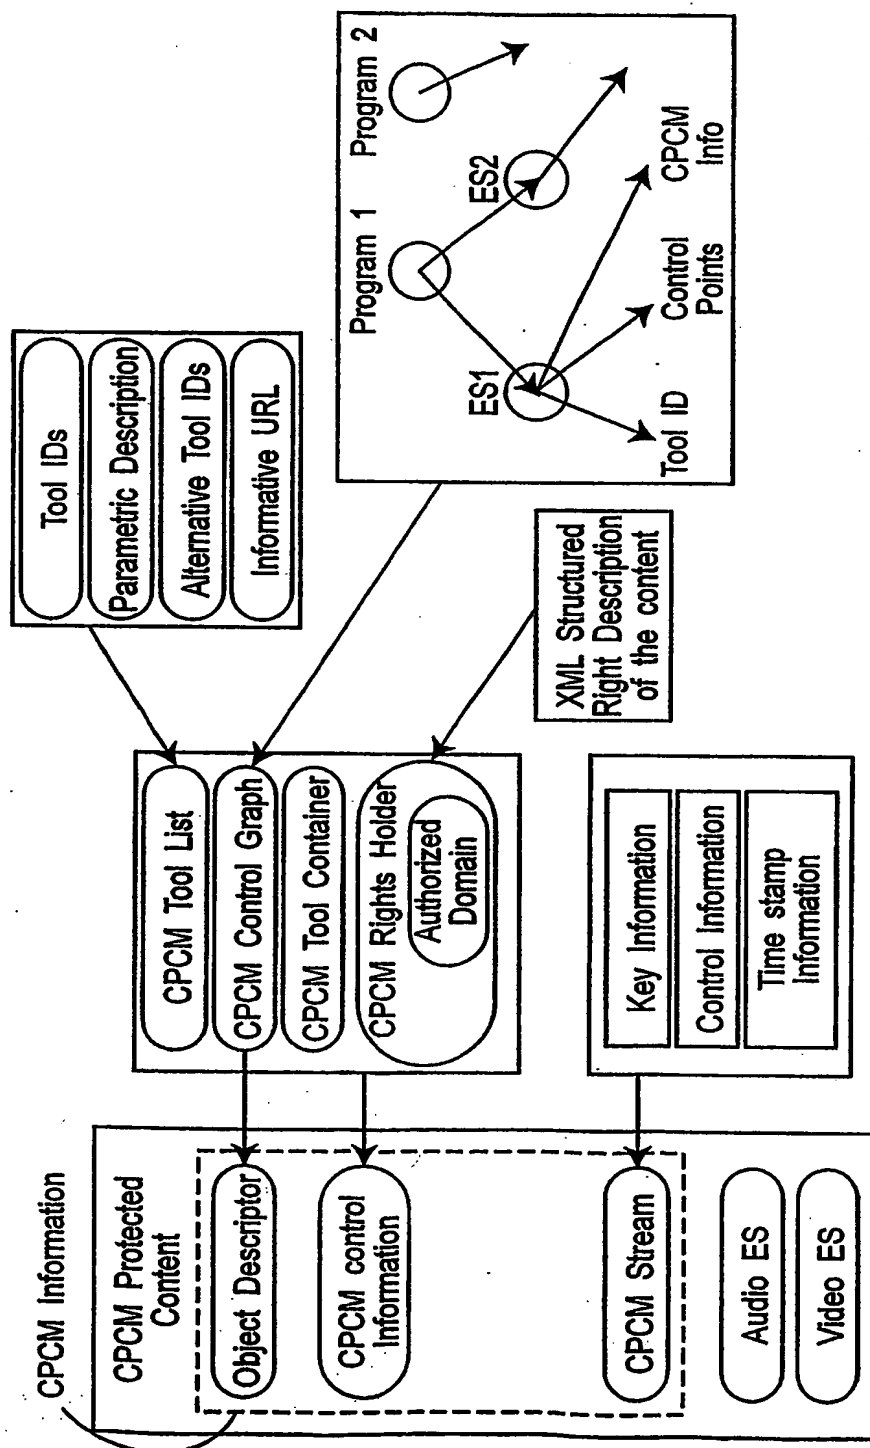 CPCM Information
CPCM Protected
Content
Object Descriptor
CPCM control
Information
CPCM Stream
Audio ES
Video ES
CPCM Tool List
CPCM Control Graph
CPCM Tool Container
CPCM Rights Holder
Authorized
Domain
Key Information
Control Information
Time stamp
Information
Tool IDs
Parametric Description
Alternative Tool IDs
Informative URL
XML Structured
Right Description
of the content
Program 1
Program 2
ES1
ES2
Tool ID
Control
Points
CPCM
Info